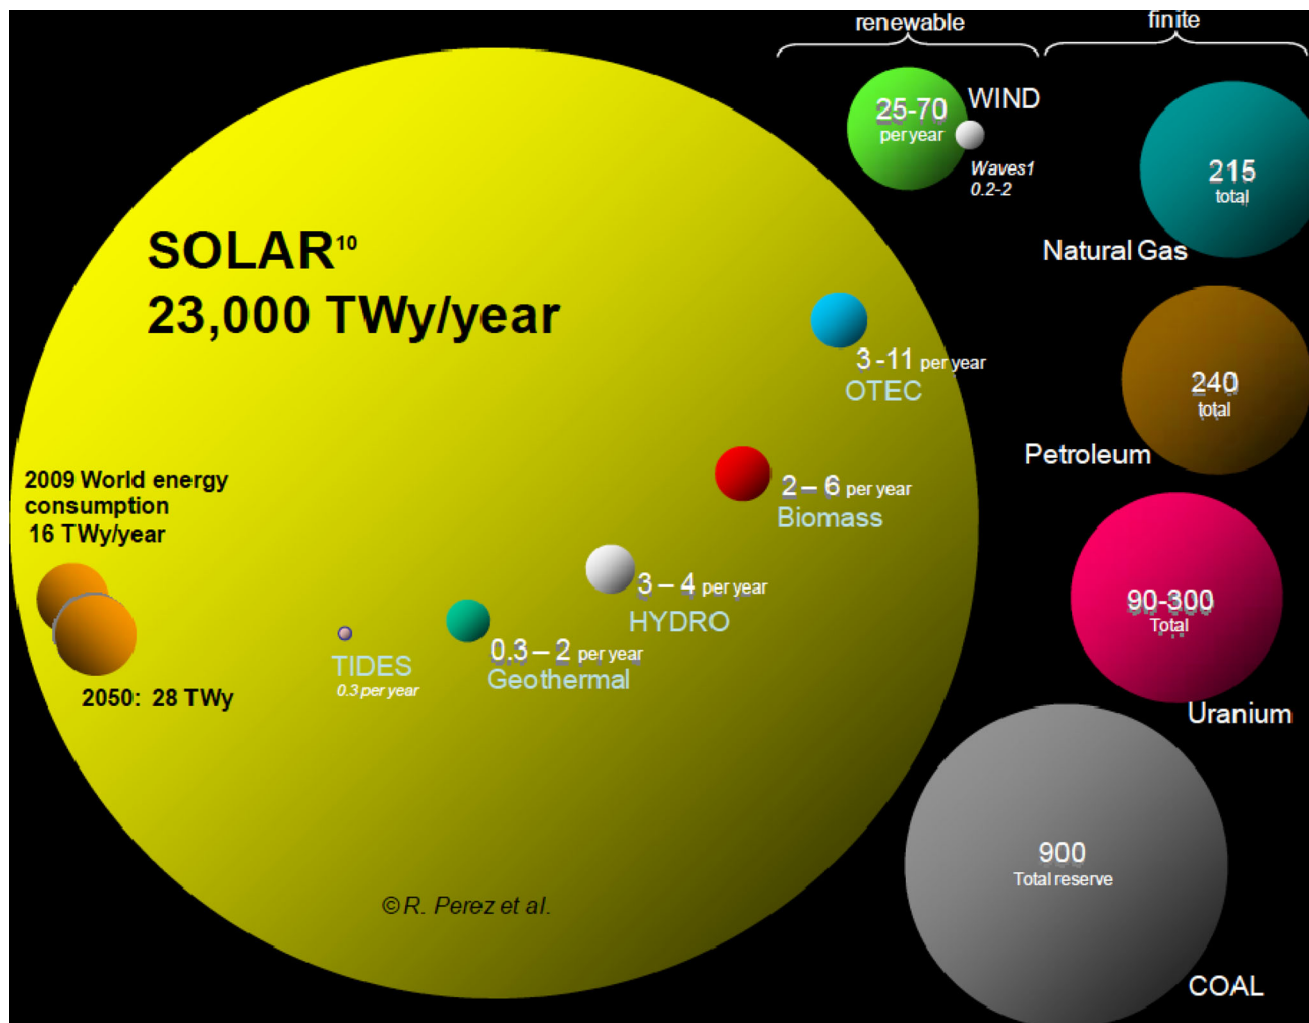 renewable
finite
25-70
per year
WIND
Waves1
0.2-2
215
total
Natural Gas
SOLAR¹⁰
23,000 TWy/year
3 -11 per year
OTEC
240
total
Petroleum
2009 World energy
consumption
16 TWy/year
2 – 6 per year
Biomass
3 – 4 per year
HYDRO
90-300
Total
Uranium
0.3 – 2 per year
Geothermal
TIDES
0.3 per year
2050: 28 TWy
900
Total reserve
COAL
© R. Perez et al.